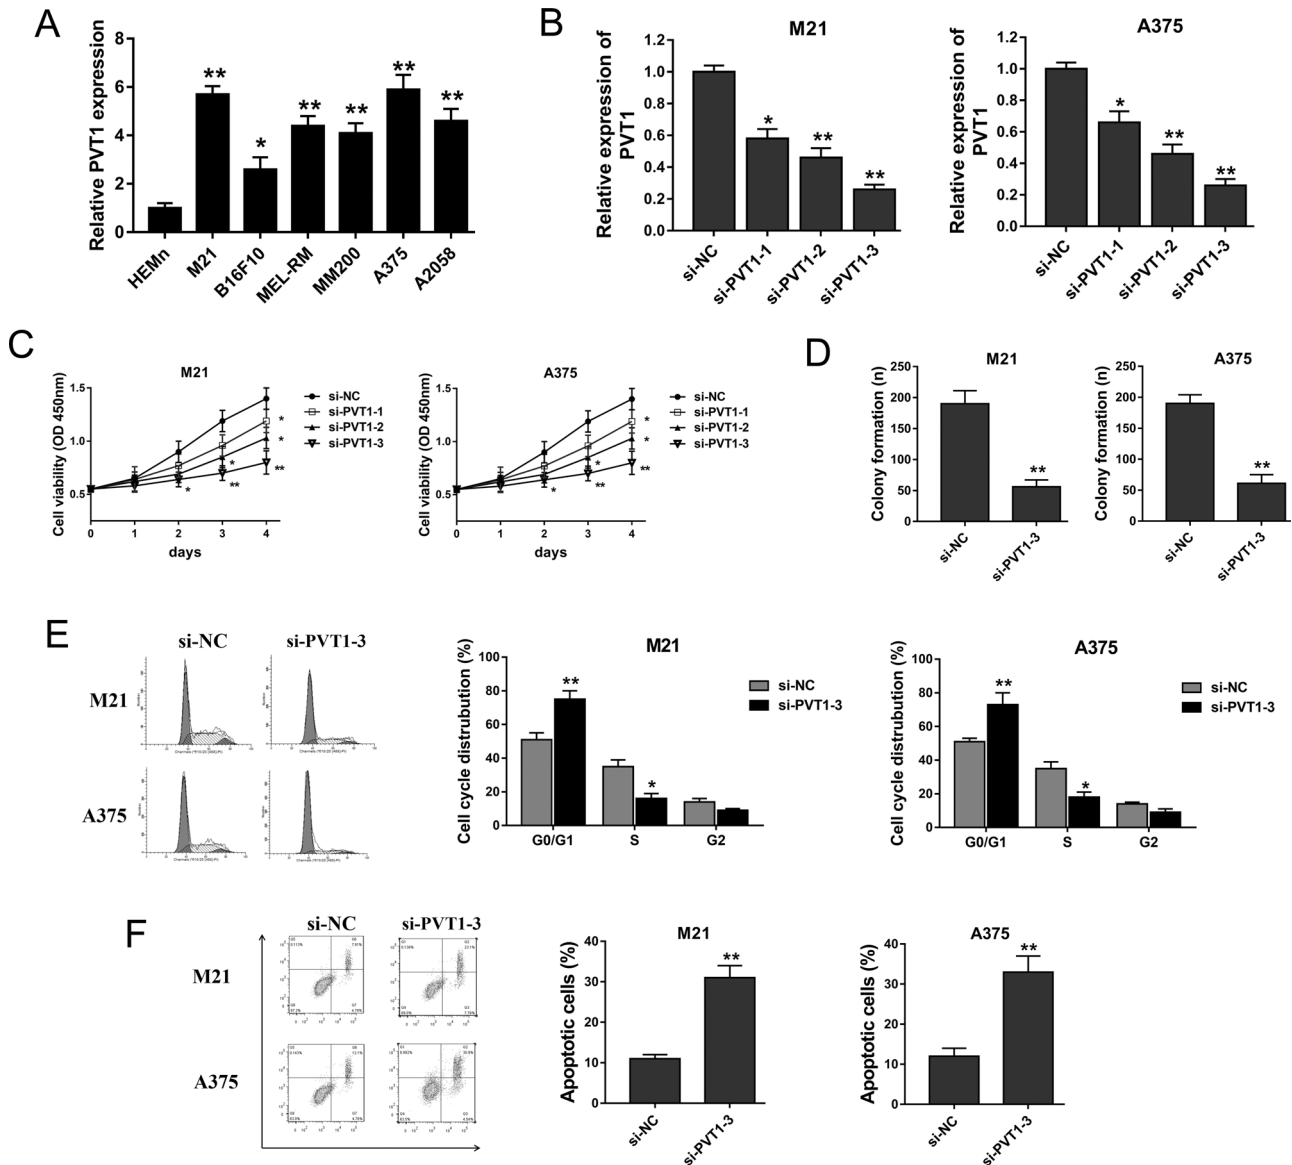 A
Relative PVT1 expression
8
6
4
2
0
**
*
**
**
**
**
HEMn
M21
B16F10
MEL-RM
MM200
A375
A2058
B
M21
Relative expression of
PVT1
1.2
1.0
0.8
0.6
0.4
0.2
0.0
*
**
**
si-NC
si-PVT1-1
si-PVT1-2
si-PVT1-3
A375
Relative expression of
PVT1
1.2
1.0
0.8
0.6
0.4
0.2
0.0
*
**
**
si-NC
si-PVT1-1
si-PVT1-2
si-PVT1-3
C
M21
Cell viability (OD 450nm)
1.5
1.0
0.5
0 1 2 3 4
days
*
*
**
*
**
*
si-NC
si-PVT1-1
si-PVT1-2
si-PVT1-3
A375
Cell viability (OD 450nm)
1.5
1.0
0.5
0 1 2 3 4
days
*
*
**
*
**
*
si-NC
si-PVT1-1
si-PVT1-2
si-PVT1-3
D
M21
Colony formation (n)
250
200
150
100
50
0
**
si-NC
si-PVT1-3
A375
Colony formation (n)
250
200
150
100
50
0
**
si-NC
si-PVT1-3
E
si-NC
si-PVT1-3
M21
A375
M21
Cell cycle distrubution (%)
100
80
60
40
20
0
**
*
G0/G1 S G2
si-NC
si-PVT1-3
A375
Cell cycle distrubution (%)
100
80
60
40
20
0
**
*
G0/G1 S G2
si-NC
si-PVT1-3
F
si-NC
si-PVT1-3
M21
A375
M21
Apoptotic cells (%)
40
30
20
10
0
**
si-NC
si-PVT1-3
A375
Apoptotic cells (%)
40
30
20
10
0
**
si-NC
si-PVT1-3